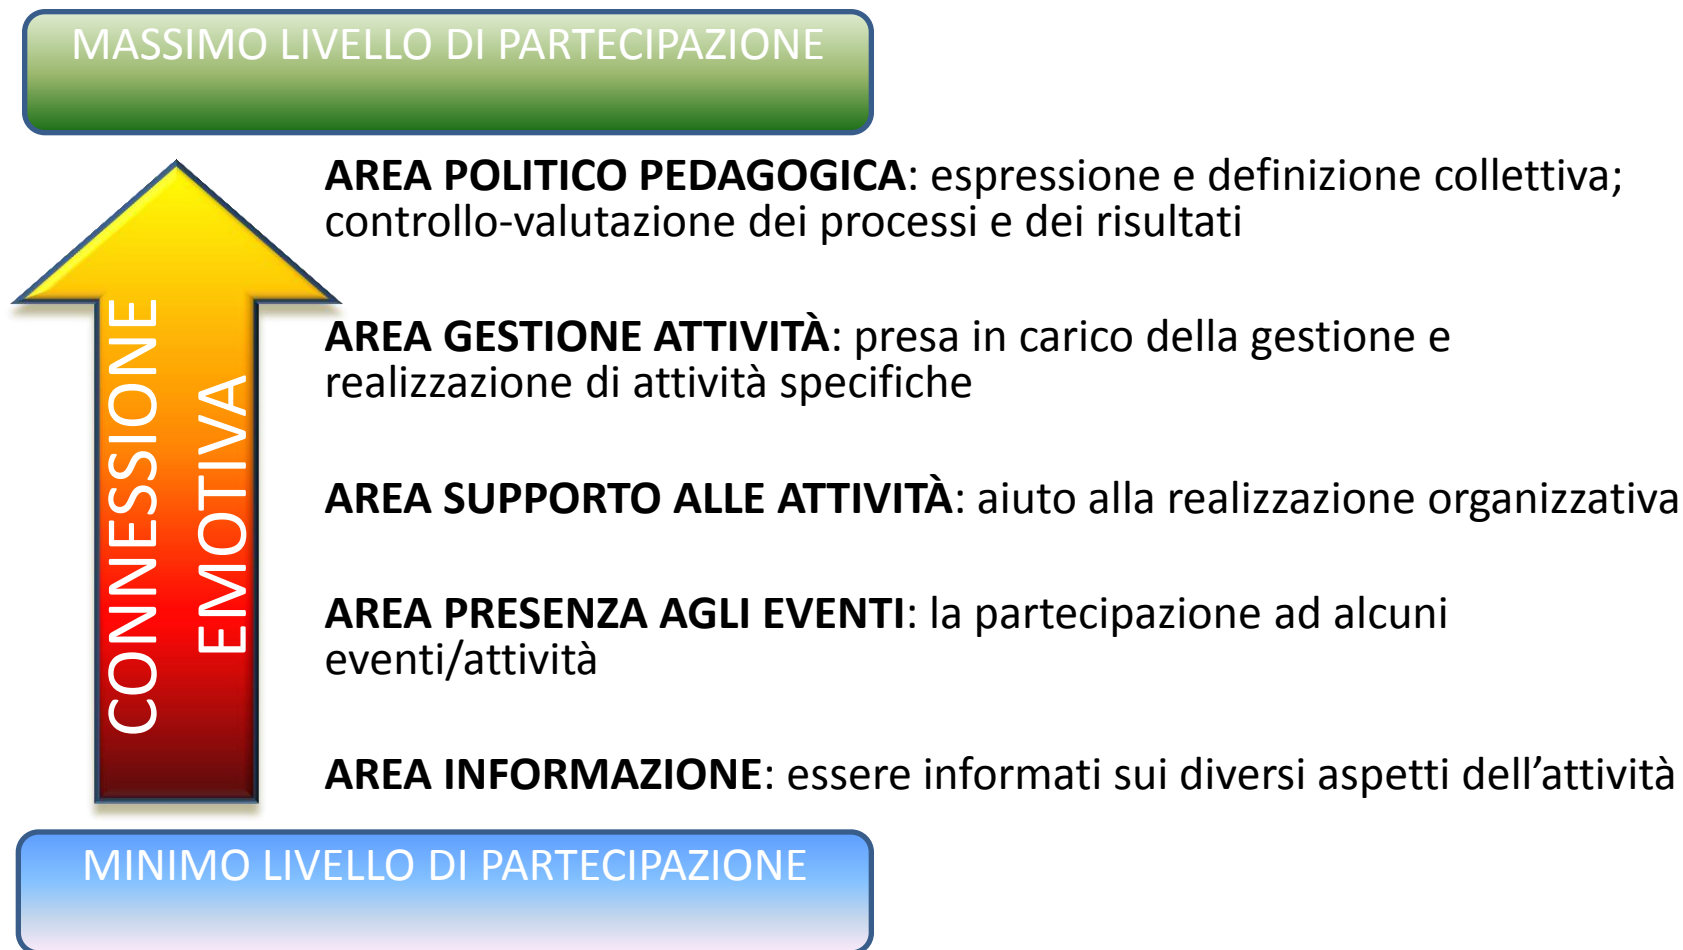 MASSIMO LIVELLO DI PARTECIPAZIONE
AREA POLITICO PEDAGOGICA: espressione e definizione collettiva;
controllo-valutazione dei processi e dei risultati
AREA GESTIONE ATTIVITÀ: presa in carico della gestione e
realizzazione di attività specifiche
AREA SUPPORTO ALLE ATTIVITÀ: aiuto alla realizzazione organizzativa
AREA PRESENZA AGLI EVENTI: la partecipazione ad alcuni
eventi/attività
AREA INFORMAZIONE: essere informati sui diversi aspetti dell’attività
CONNESSIONE
EMOTIVA
MINIMO LIVELLO DI PARTECIPAZIONE